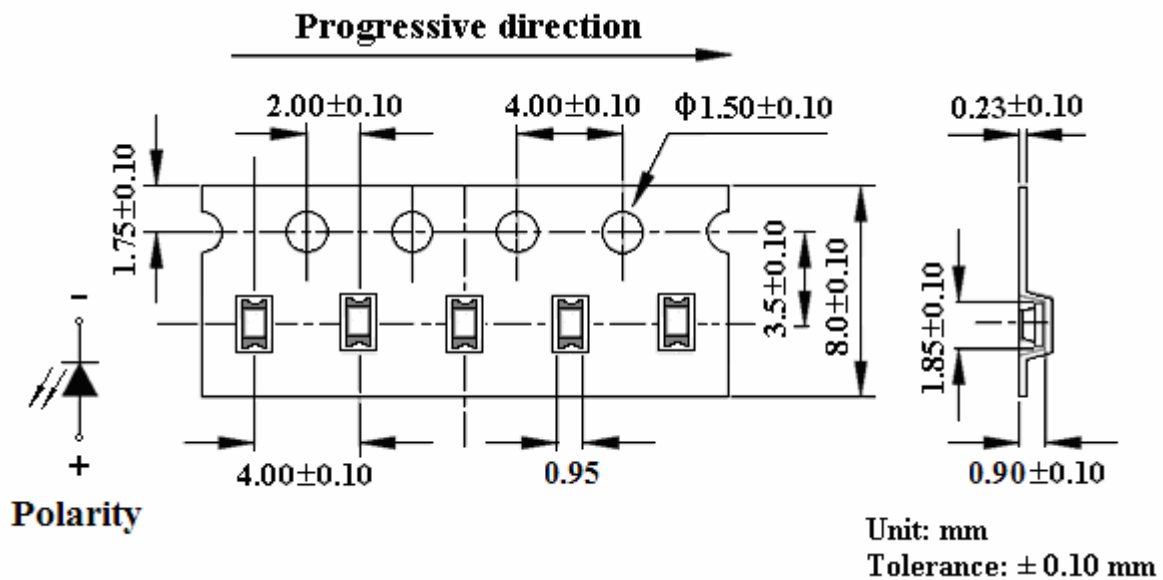 Progressive direction
2.00±0.10
4.00±0.10
Φ1.50±0.10
0.23±0.10
1.75±0.10
3.5±0.10
8.0±0.10
1.85±0.10
-
+
Polarity
4.00±0.10
0.95
0.90±0.10
Unit: mm
Tolerance: ± 0.10 mm